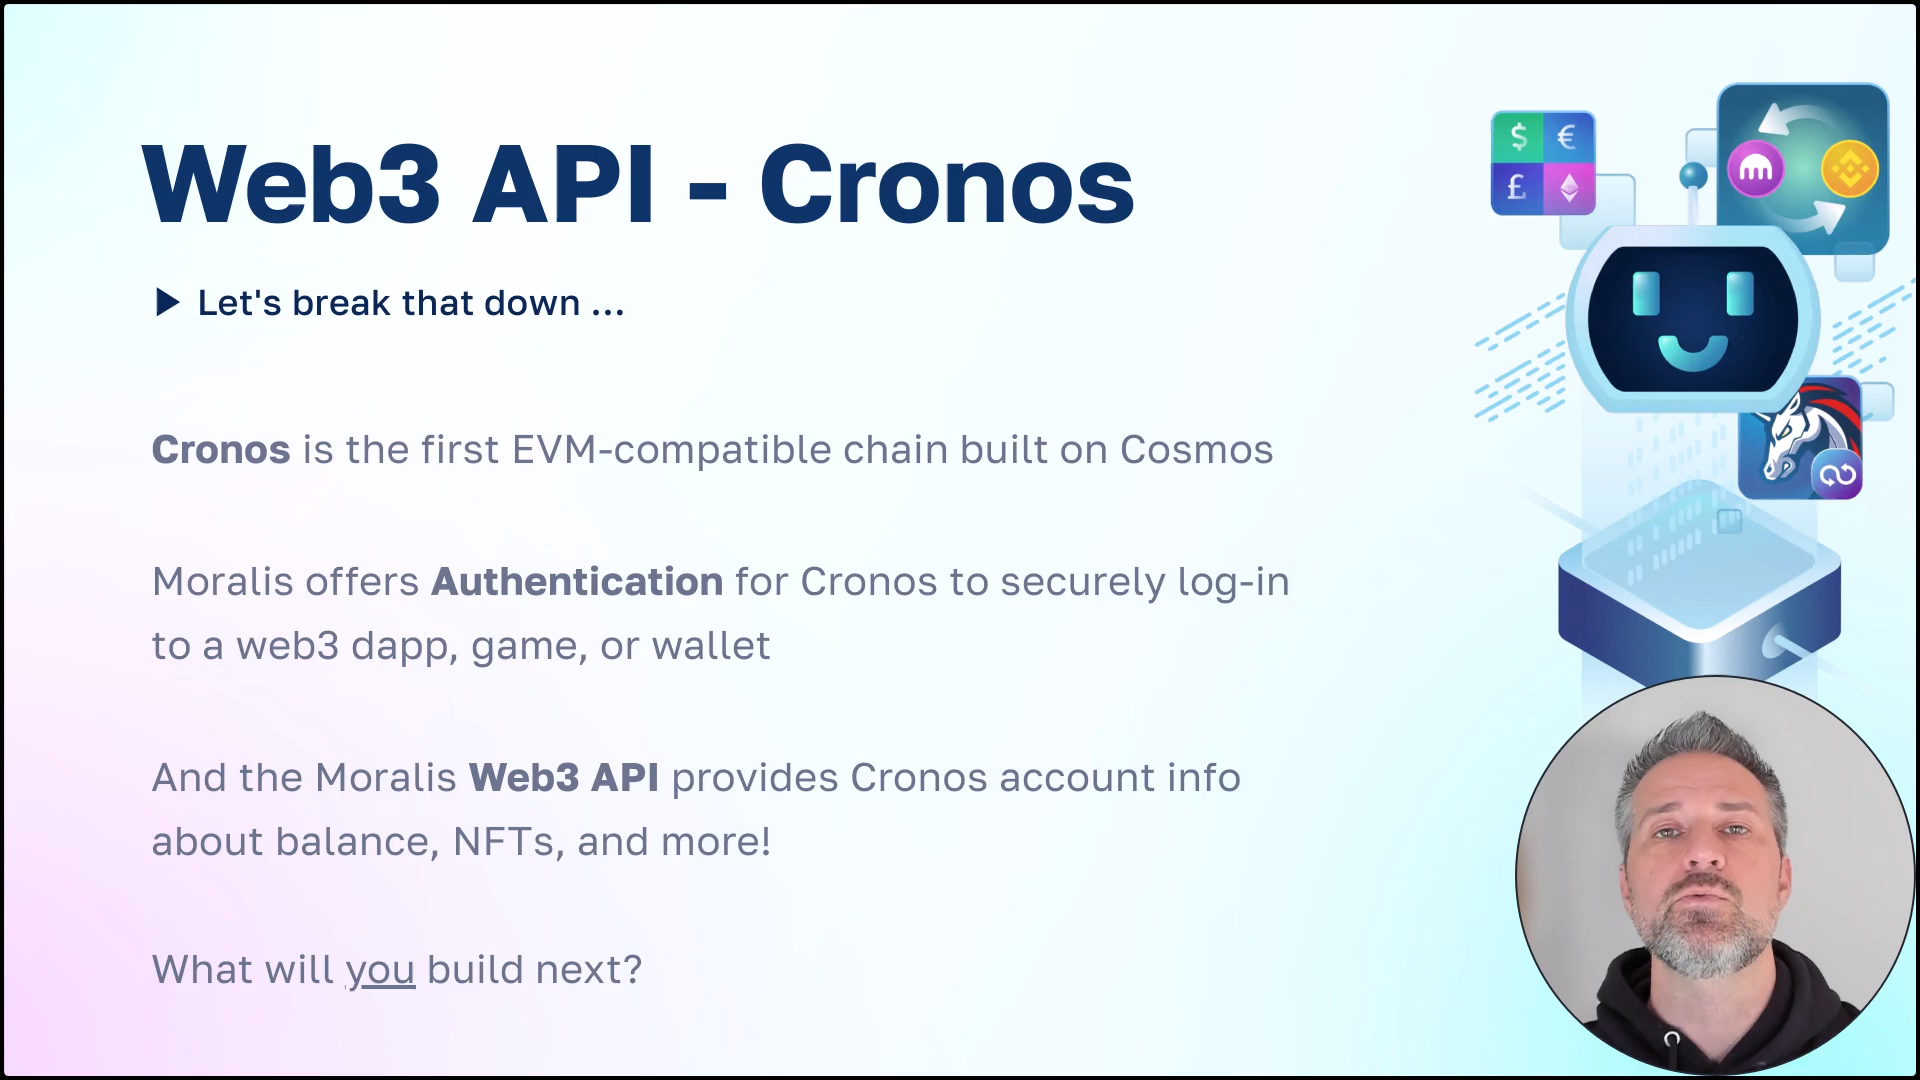 Web3 API - Cronos
▶ Let's break that down ...
Cronos is the first EVM-compatible chain built on Cosmos
Moralis offers Authentication for Cronos to securely log-in
to a web3 dapp, game, or wallet
And the Moralis Web3 API provides Cronos account info
about balance, NFTs, and more!
What will you build next?
$ €
£